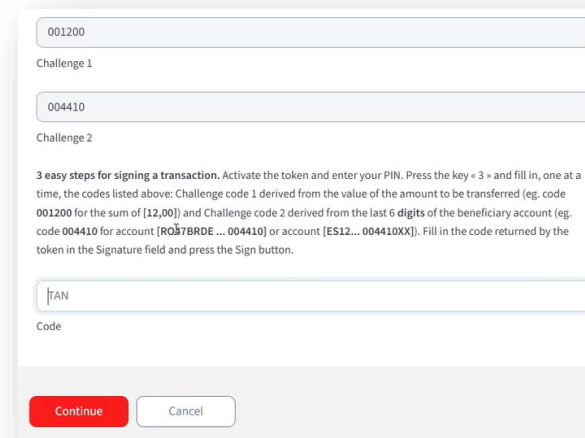 001200
Challenge 1
004410
Challenge 2
3 easy steps for signing a transaction. Activate the token and enter your PIN. Press the key « 3 » and fill in, one at a
time, the codes listed above: Challenge code 1 derived from the value of the amount to be transferred (eg. code
001200 for the sum of [12,00]) and Challenge code 2 derived from the last 6 digits of the beneficiary account (eg.
code 004410 for account [RO47BRDE ... 004410] or account [ES12... 004410XX]). Fill in the code returned by the
token in the Signature field and press the Sign button.
TAN
Code
Continue Cancel